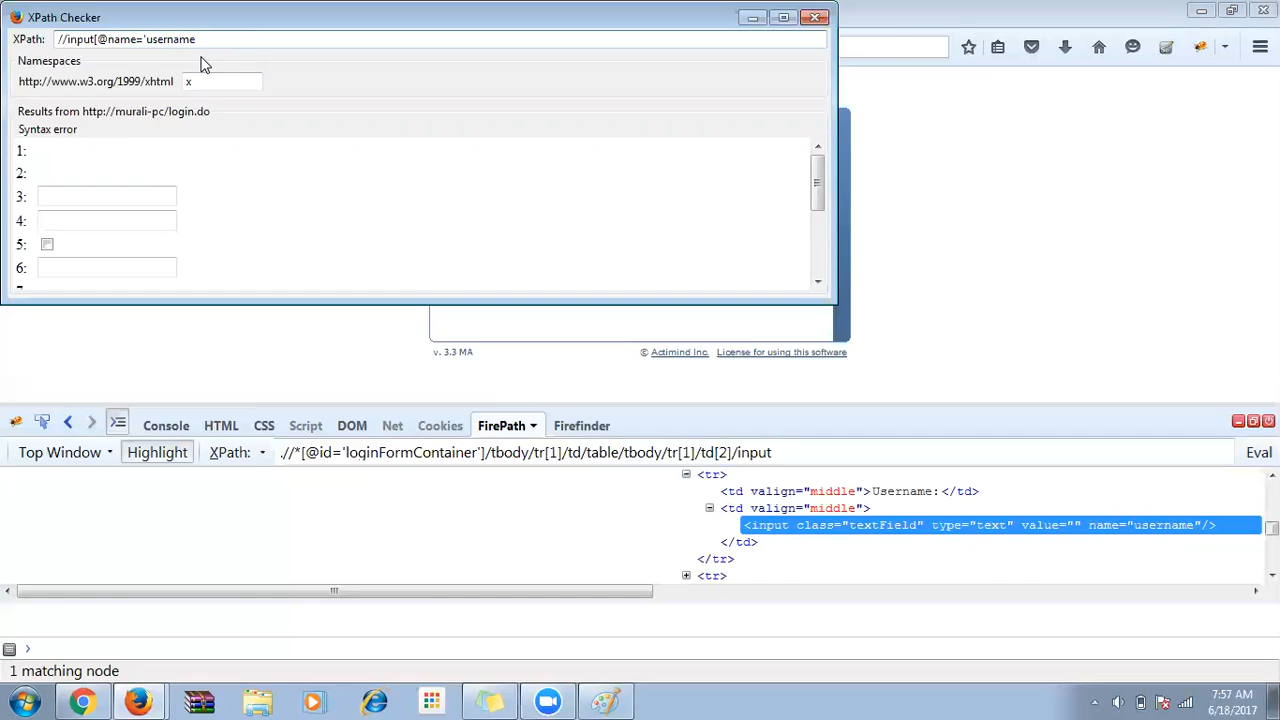 XPath Checker
XPath: //input[@name='username
Namespaces
http://www.w3.org/1999/xhtml x
Results from http://murali-pc/login.do
Syntax error
1:
2:
3:
4:
5:
6:
v. 3.3 MA © Actimind Inc. License for using this software
Console HTML CSS Script DOM Net Cookies FirePath Firefinder
Top Window Highlight XPath: .//*[@id='loginFormContainer']/tbody/tr[1]/td/table/tbody/tr[1]/td[2]/input Eval
<tr>
<td valign="middle">Username:</td>
<td valign="middle">
<input class="textField" type="text" value="" name="username"/>
</td>
</tr>
<tr>
1 matching node
7:57 AM
6/18/2017